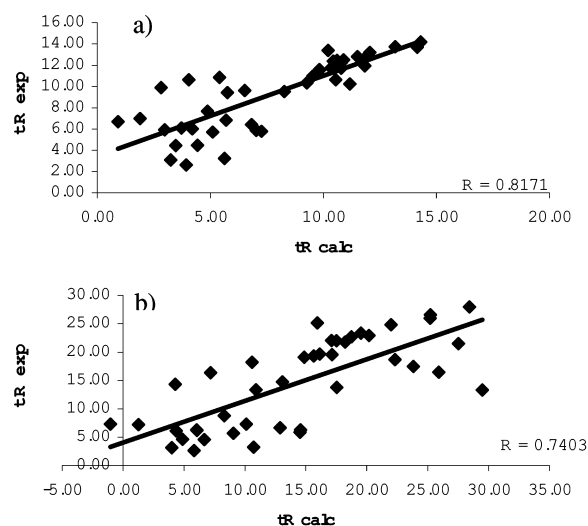 a)
16.00
14.00
12.00
10.00
8.00
6.00
4.00
2.00
0.00
tR exp
R = 0.8171
0.00 5.00 10.00 15.00 20.00
tR calc
b)
30.00
25.00
20.00
15.00
10.00
5.00
0.00
tR exp
R = 0.7403
-5.00 0.00 5.00 10.00 15.00 20.00 25.00 30.00 35.00
tR calc